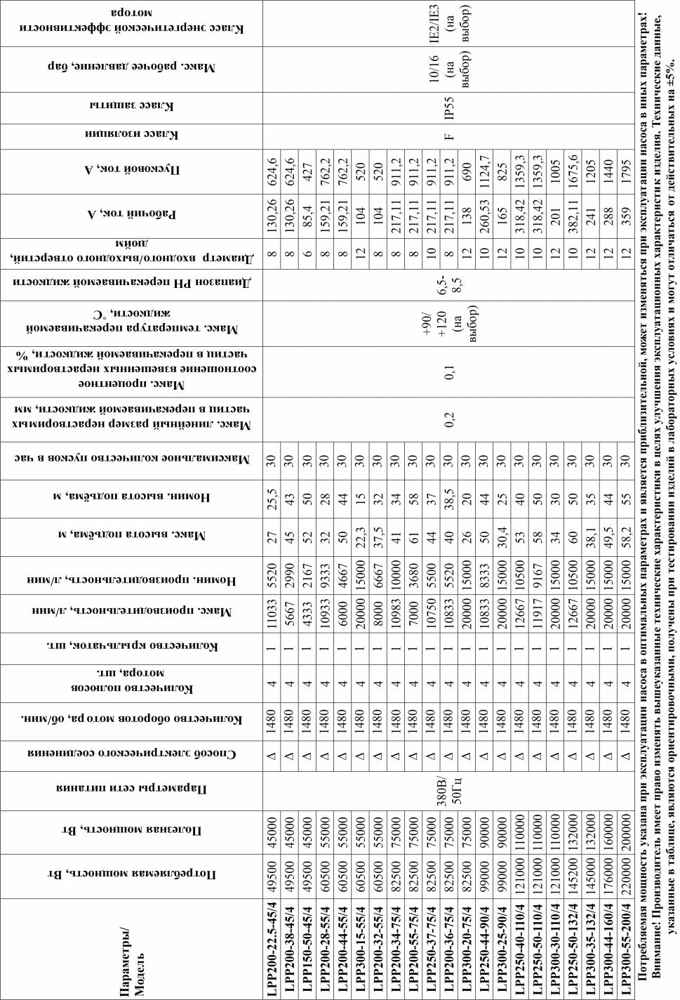 Параметры/
Модель
Потребляемая мощность, Вт
Полезная мощность, Вт
Параметры сети питания
Способ электрического соединения
Количество оборотов мотора, об/мин.
Количество полюсов
мотора, шт.
Количество крыльчаток, шт.
Макс. производительность, л/мин
Номин. производительность, л/мин
Макс. высота подъёма, м
Номин. высота подъёма, м
Максимальное количество пусков в час
Макс. линейный размер нерастворимых
частиц в перекачиваемой жидкости, мм
Макс. процентное
соотношение взвешенных нерастворимых
частиц в перекачиваемой жидкости, %
Макс. температура перекачиваемой
жидкости, °С
Диапазон РН перекачиваемой жидкости
Диаметр входного/выходного отверстий,
дюйм
Рабочий ток, А
Пусковой ток, А
Класс изоляции
Класс защиты
Макс. рабочее давление, бар
Класс энергетической эффективности
мотора
LPP200-22.5-45/4 49500 45000 Δ 1480 4 1 11033 5520 27 25,5 30 8 130,26 624,6
LPP200-38-45/4 49500 45000 Δ 1480 4 1 5667 2990 45 43 30 8 130,26 624,6
LPP150-50-45/4 49500 45000 Δ 1480 4 1 4333 2167 52 50 30 6 85,4 427
LPP200-28-55/4 60500 55000 Δ 1480 4 1 10933 9333 32 28 30 8 159,21 762,2
LPP200-44-55/4 60500 55000 Δ 1480 4 1 6000 4667 50 44 30 8 159,21 762,2
LPP300-15-55/4 60500 55000 Δ 1480 4 1 20000 15000 22,3 15 30 12 104 520
LPP200-32-55/4 60500 55000 Δ 1480 4 1 8000 6667 37,5 32 30 8 104 520
LPP200-34-75/4 82500 75000 Δ 1480 4 1 10983 10000 41 34 30 8 217,11 911,2
LPP200-55-75/4 82500 75000 Δ 1480 4 1 7000 3680 61 58 30 8 217,11 911,2
LPP250-37-75/4 82500 75000 Δ 1480 4 1 10750 5500 44 37 30 10 217,11 911,2
LPP200-36-75/4 82500 75000 Δ 1480 4 1 10833 5520 40 38,5 30 8 217,11 911,2
380В/
50Гц
0,2
0,1
+90/
+120
(на
выбор)
6,5-
8,5
F
IP55
10/16
(на
выбор)
IE2/IE3
(на
выбор)
LPP300-20-75/4 82500 75000 Δ 1480 4 1 20000 15000 26 20 30 12 138 690
LPP250-44-90/4 99000 90000 Δ 1480 4 1 10833 8333 50 44 30 10 260,53 1124,7
LPP300-25-90/4 99000 90000 Δ 1480 4 1 20000 15000 30,4 25 30 12 165 825
LPP250-40-110/4 121000 110000 Δ 1480 4 1 12667 10500 53 40 30 10 318,42 1359,3
LPP250-50-110/4 121000 110000 Δ 1480 4 1 11917 9167 58 50 30 10 318,42 1359,3
LPP300-30-110/4 121000 110000 Δ 1480 4 1 20000 15000 34 30 30 12 201 1005
LPP250-50-132/4 145200 132000 Δ 1480 4 1 12667 10500 60 50 30 10 382,11 1675,6
LPP300-35-132/4 145000 132000 Δ 1480 4 1 20000 15000 38,1 35 30 12 241 1205
LPP300-44-160/4 176000 160000 Δ 1480 4 1 20000 15000 49,5 44 30 12 288 1440
LPP300-55-200/4 220000 200000 Δ 1480 4 1 20000 15000 58,2 55 30 12 359 1795
Потребляемая мощность указана при эксплуатации насоса в оптимальных параметрах и является приблизительной, может изменяться при эксплуатации насоса в иных параметрах!
Внимание! Производитель имеет право изменять вышеуказанные технические характеристики в целях улучшения эксплуатационных характеристик изделия. Технические данные,
указанные в таблице, являются ориентировочными, получены при тестировании изделий в лабораторных условиях и могут отличаться от действительных на ±5%.